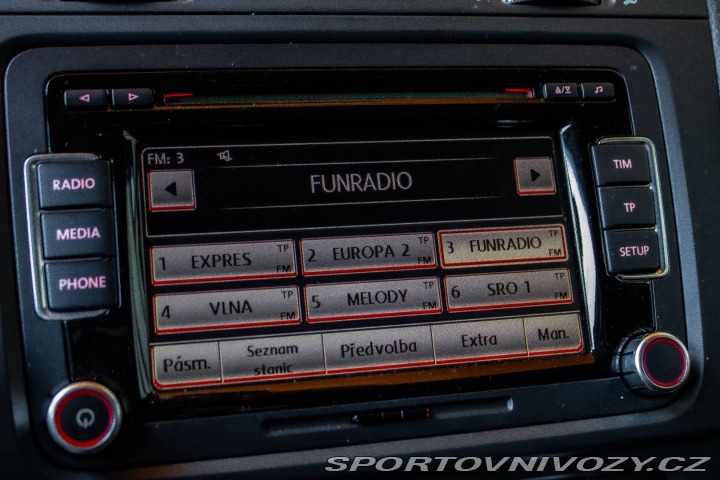 FM: 3
FUNRADIO
RADIO
MEDIA
PHONE
TIM
TP
SETUP
1 EXPRES TP FM
2 EUROPA 2 TP FM
3 FUNRADIO TP FM
4 VLNA TP FM
5 MELODY TP FM
6 SRO 1 TP FM
Pásm.
Seznam
stanic
Předvolba
Extra
Man.
SPORTOVNIVOZY.CZ